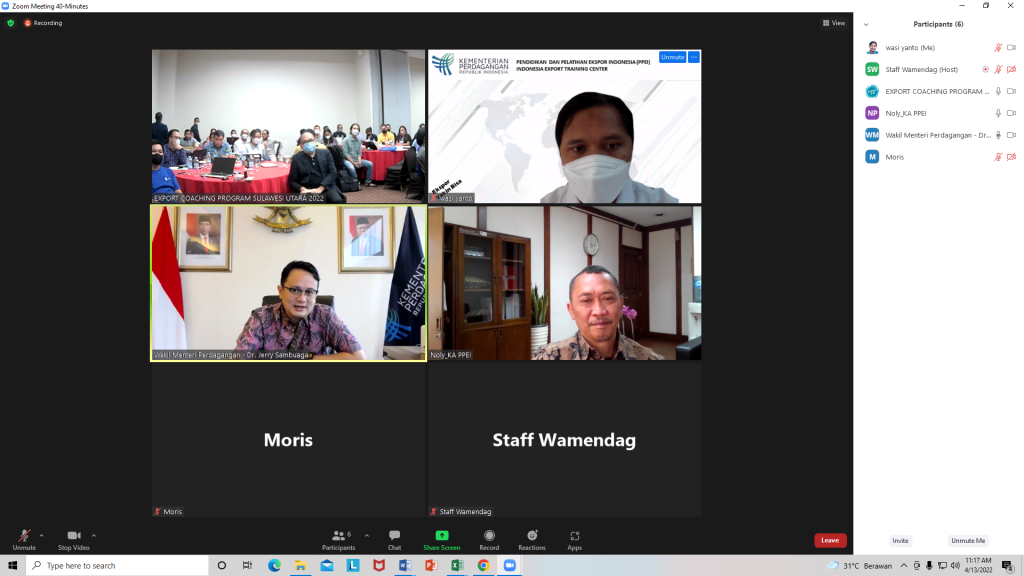 Zoom Meeting 40-Minutes
Recording
View
Participants (6)
wasi yanto (Me)
Staff Wamendag (Host)
EXPORT COACHING PROGRAM ...
NP
Noly_KA PPEI
WM
Wakil Menteri Perdagangan - Dr...
M
Moris
SW
KEMENTERIAN
PERDAGANGAN
REPUBLIK INDONESIA
PENDIDIKAN DAN PELATIHAN EKSPOR INDONESIA (PPEI)
INDONESIA EXPORT TRAINING CENTER
Unmute
...
EXPORT COACHING PROGRAM SULAWESI UTARA 2022
wasi yanto
Wakil Menteri Perdagangan - Dr. Jerry Sambuaga
Noly_KA PPEI
Moris
Staff Wamendag
Moris
Staff Wamendag
Unmute
Stop Video
Participants
6
Chat
Share Screen
Record
Reactions
Apps
Leave
Invite
Unmute Me
Type here to search
31°C Berawan
11:17 AM
4/13/2022